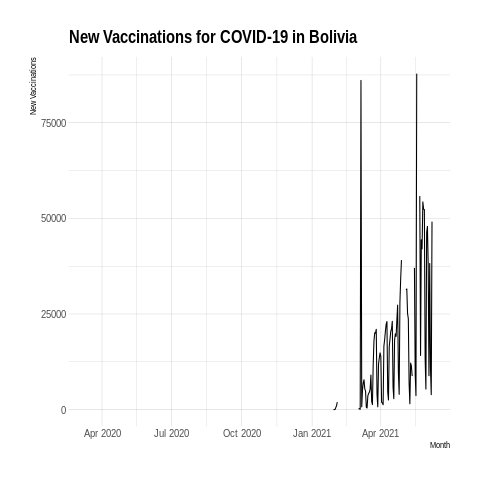 New Vaccinations for COVID-19 in Bolivia
New Vaccinations
75000
50000
25000
0
Apr 2020 Jul 2020 Oct 2020 Jan 2021 Apr 2021
Month